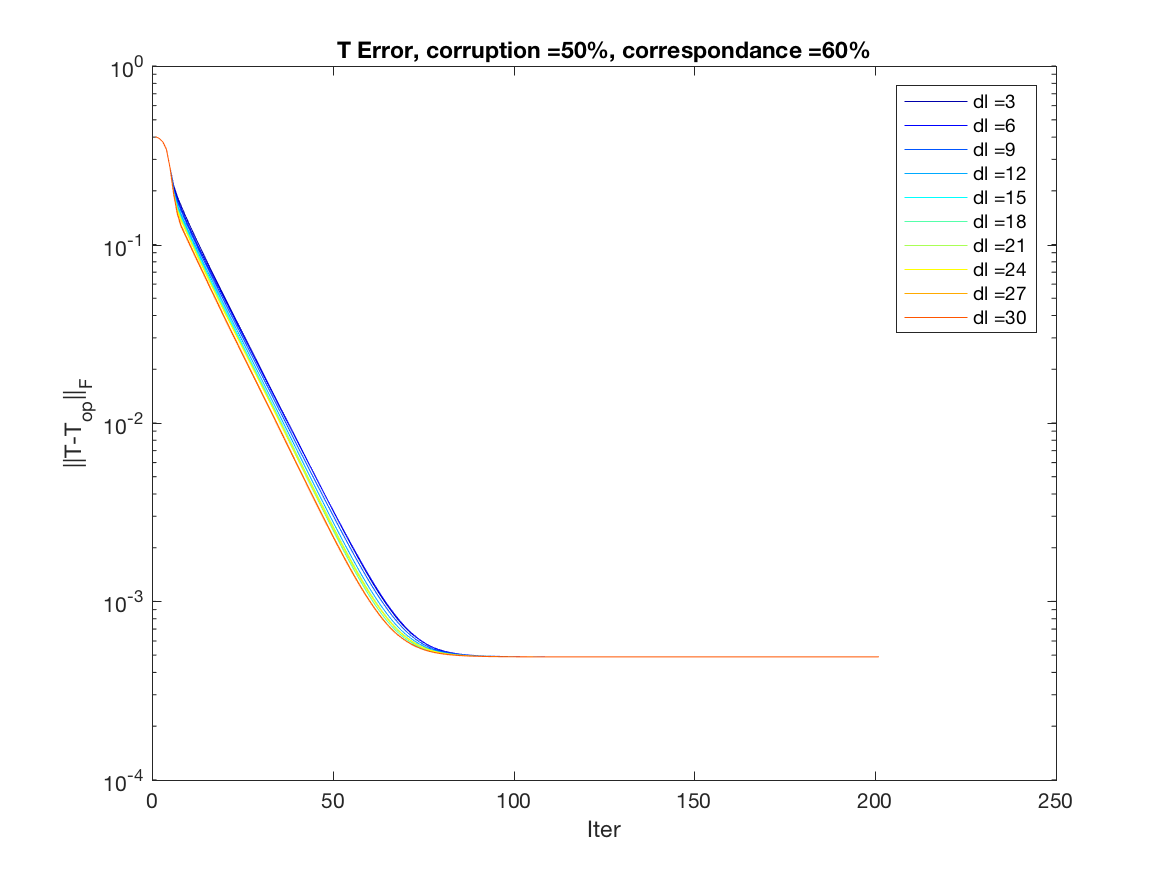 T Error, corruption =50%, correspondance =60%
10^0
10^-1
10^-2
10^-3
10^-4
||T-T_op||_F
0 50 100 150 200 250
Iter
dl =3
dl =6
dl =9
dl =12
dl =15
dl =18
dl =21
dl =24
dl =27
dl =30